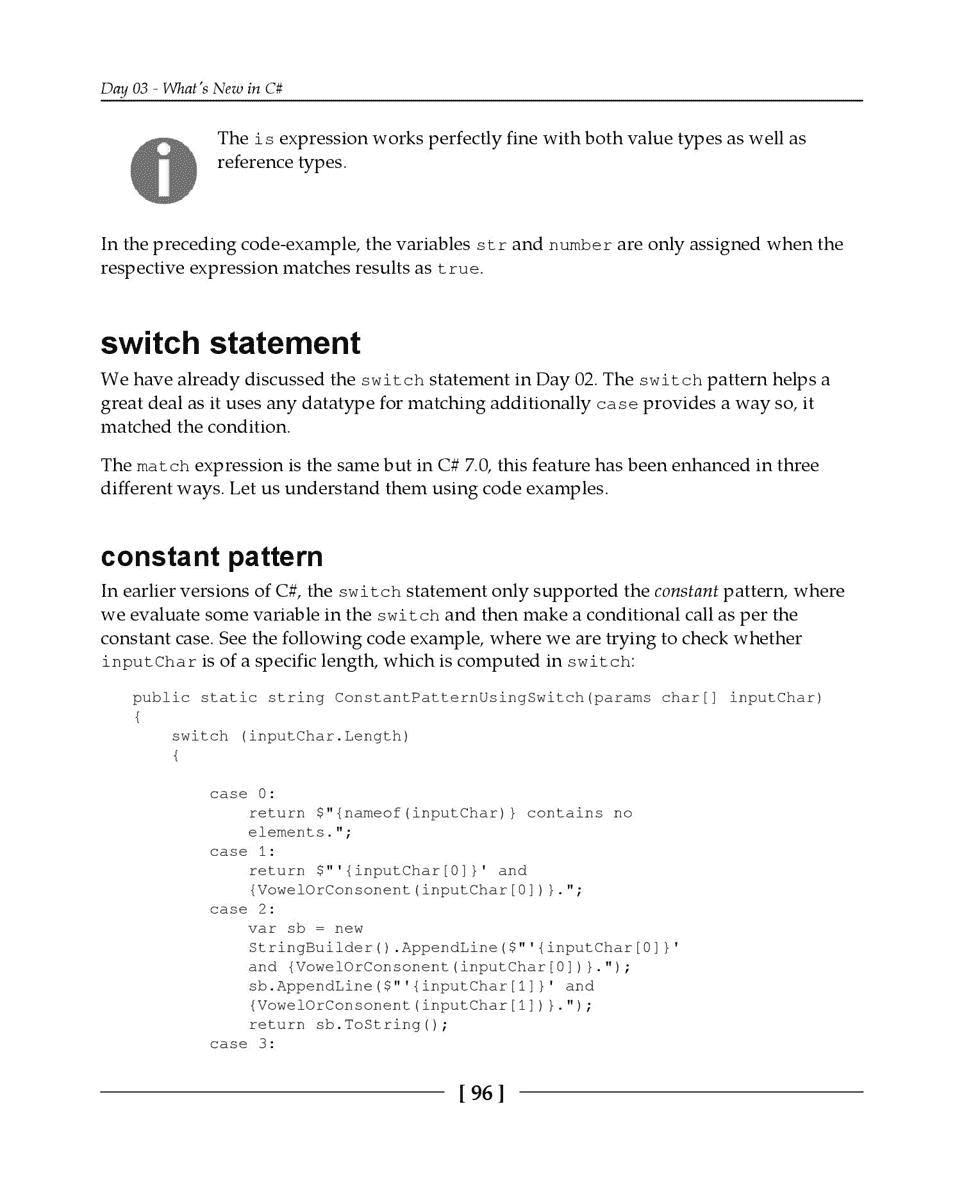 Day 03 - What's New in C#
The is expression works perfectly fine with both value types as well as
reference types.
In the preceding code-example, the variables str and number are only assigned when the
respective expression matches results as true.
switch statement
We have already discussed the switch statement in Day 02. The switch pattern helps a
great deal as it uses any datatype for matching additionally case provides a way so, it
matched the condition.
The match expression is the same but in C# 7.0, this feature has been enhanced in three
different ways. Let us understand them using code examples.
constant pattern
In earlier versions of C#, the switch statement only supported the constant pattern, where
we evaluate some variable in the switch and then make a conditional call as per the
constant case. See the following code example, where we are trying to check whether
inputChar is of a specific length, which is computed in switch:
public static string ConstantPatternUsingSwitch(params char[] inputChar)
{
switch (inputChar.Length)
{
case 0:
return $"{nameof(inputChar)} contains no
elements.";
case 1:
return $"'{inputChar[0]}' and
{VowelOrConsonent(inputChar[0])}.";
case 2:
var sb = new
StringBuilder().AppendLine($"'{inputChar[0]}'
and {VowelOrConsonent(inputChar[0])}.");
sb.AppendLine($"'{inputChar[1]}' and
{VowelOrConsonent(inputChar[1])}.");
return sb.ToString();
case 3:
[ 96 ]